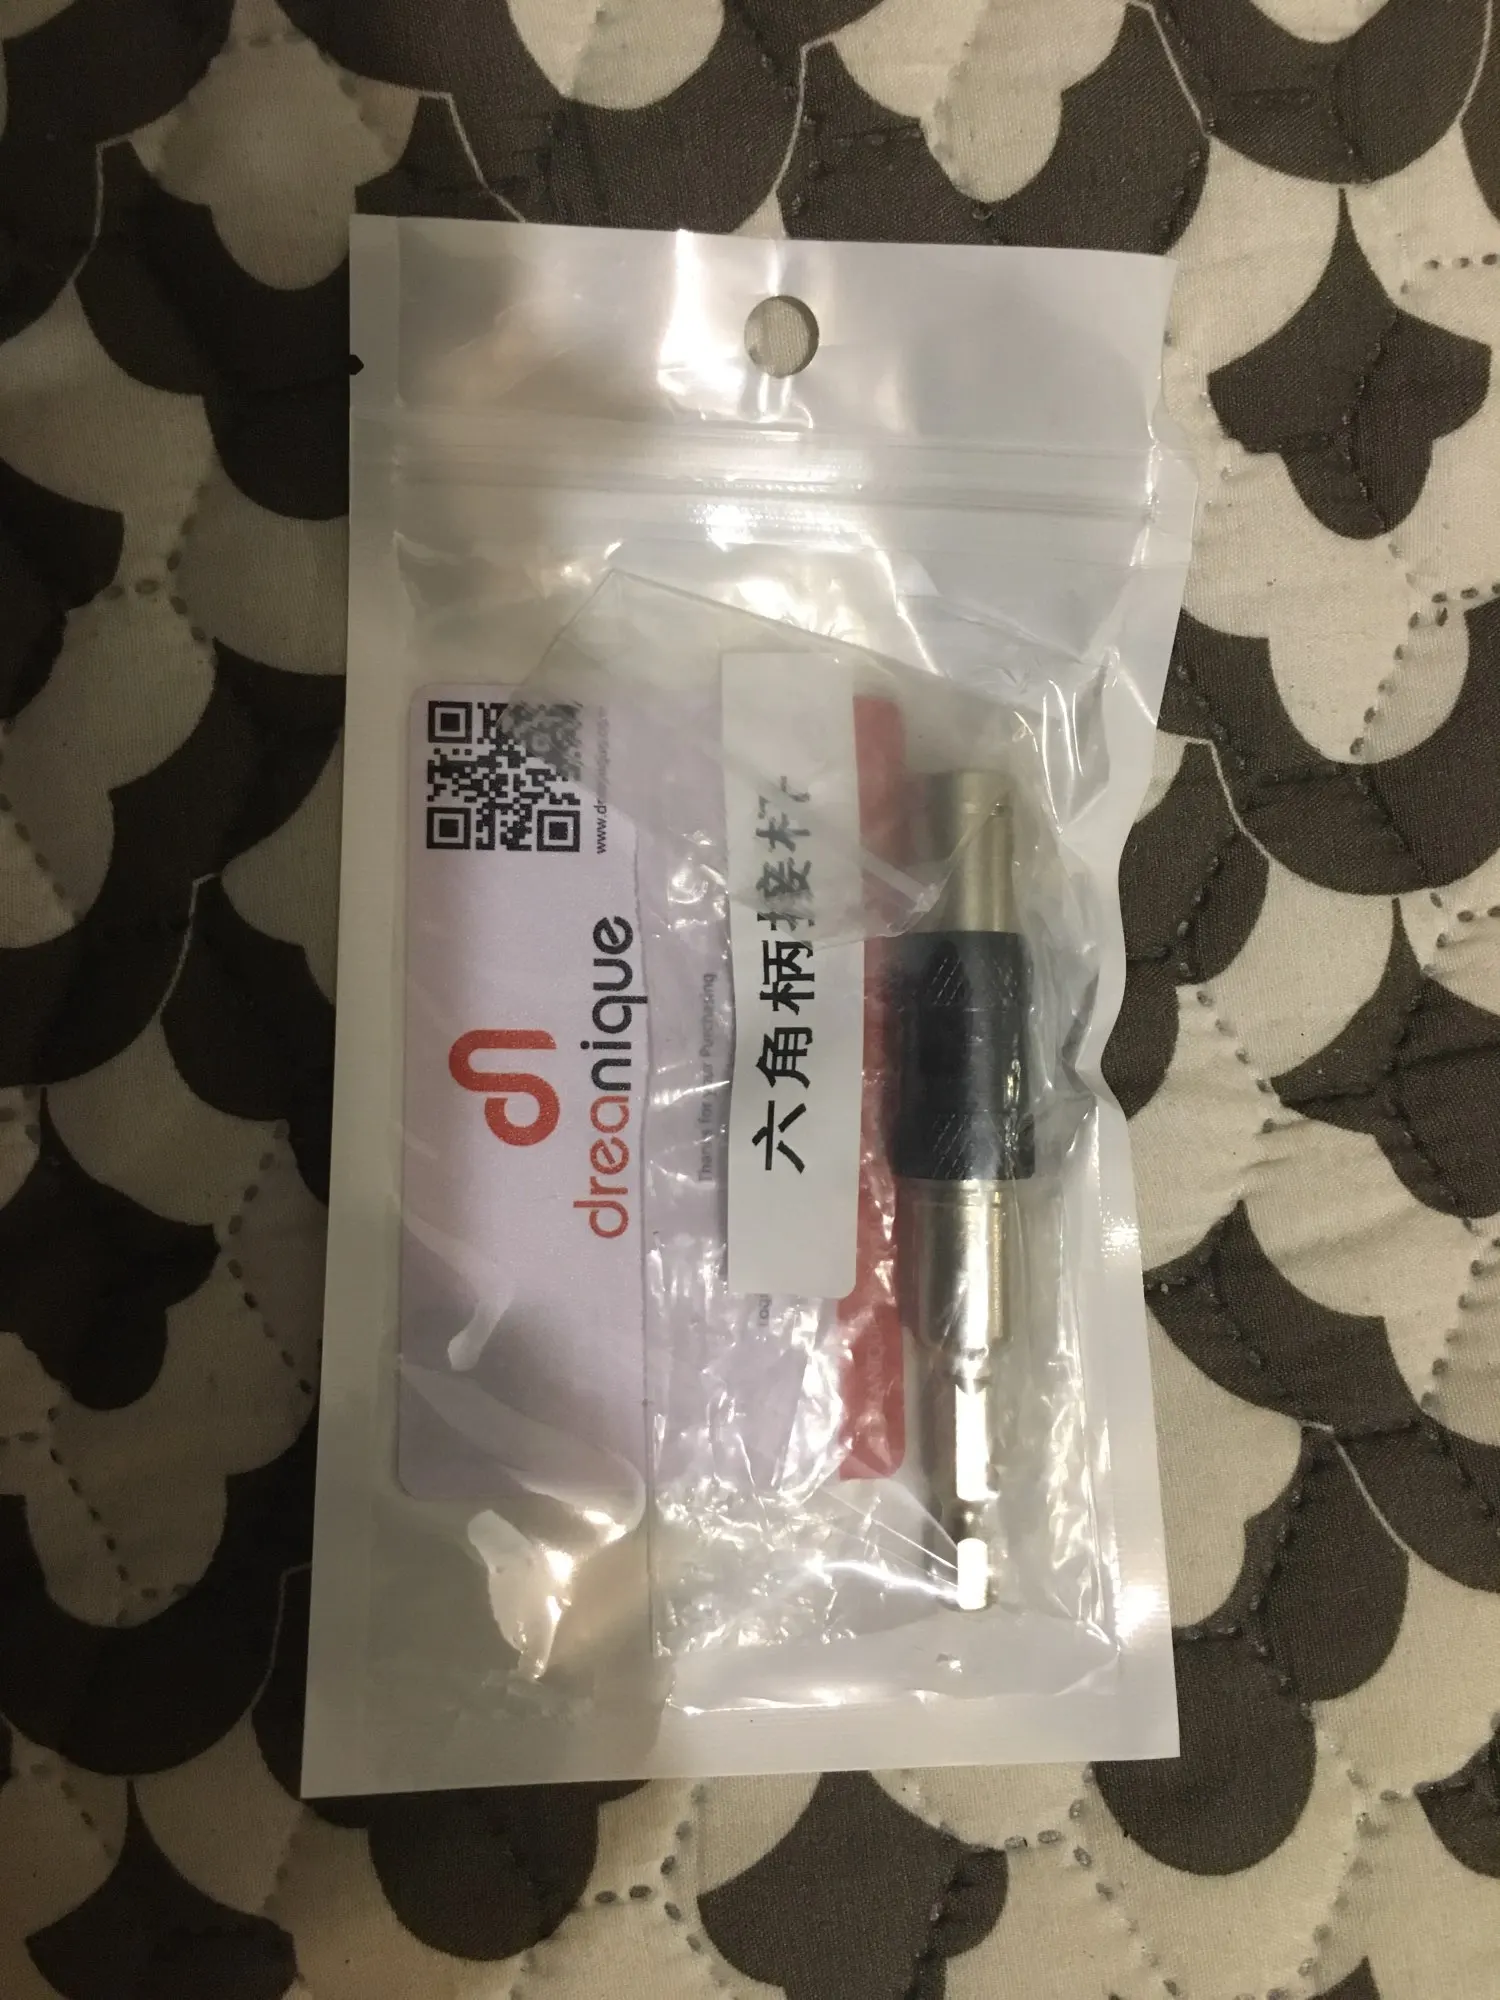 dreanique
Thanks for your Purchasing
六角柄接杆